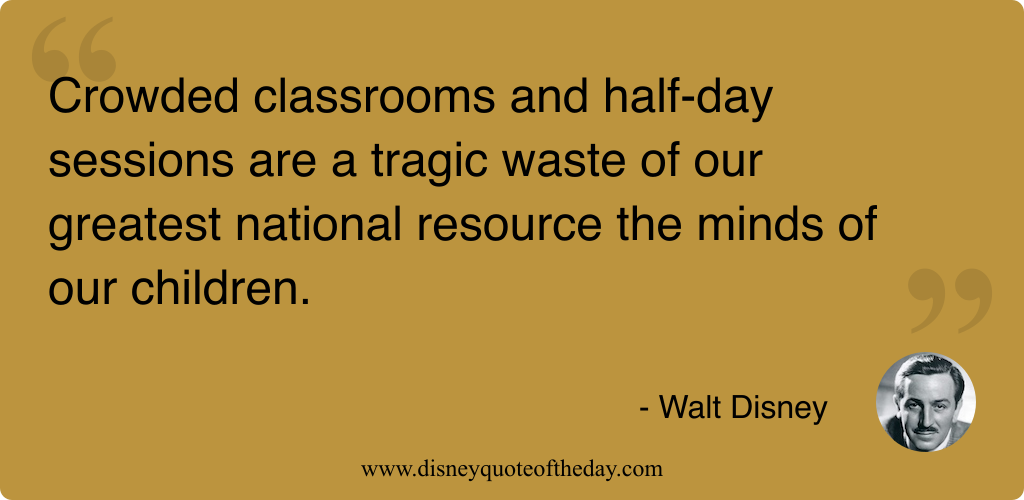 Crowded classrooms and half-day
sessions are a tragic waste of our
greatest national resource the minds of
our children.
- Walt Disney
www.disneyquoteoftheday.com